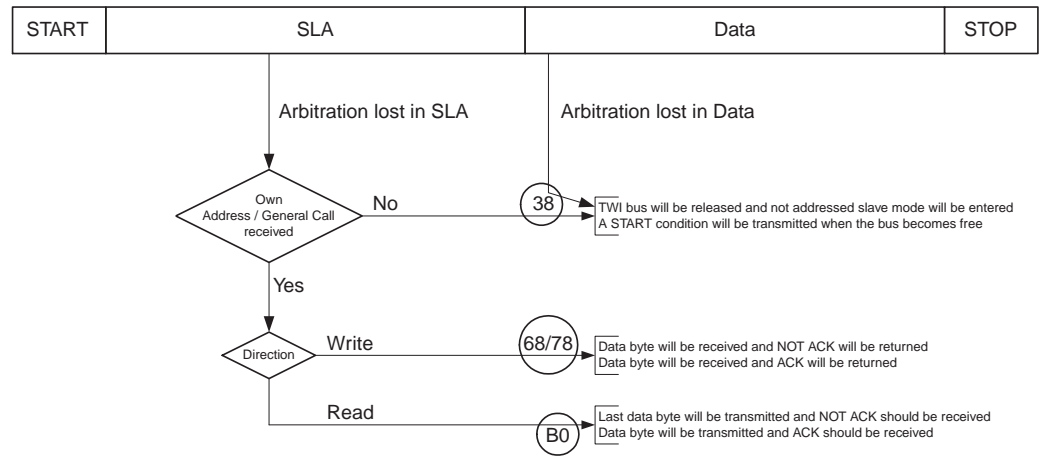 START SLA Data STOP
Arbitration lost in SLA Arbitration lost in Data
Own
Address / General Call
received
No 38
TWI bus will be released and not addressed slave mode will be entered
A START condition will be transmitted when the bus becomes free
Yes
Direction
Write 68/78
Data byte will be received and NOT ACK will be returned
Data byte will be received and ACK will be returned
Read B0
Last data byte will be transmitted and NOT ACK should be received
Data byte will be transmitted and ACK should be received